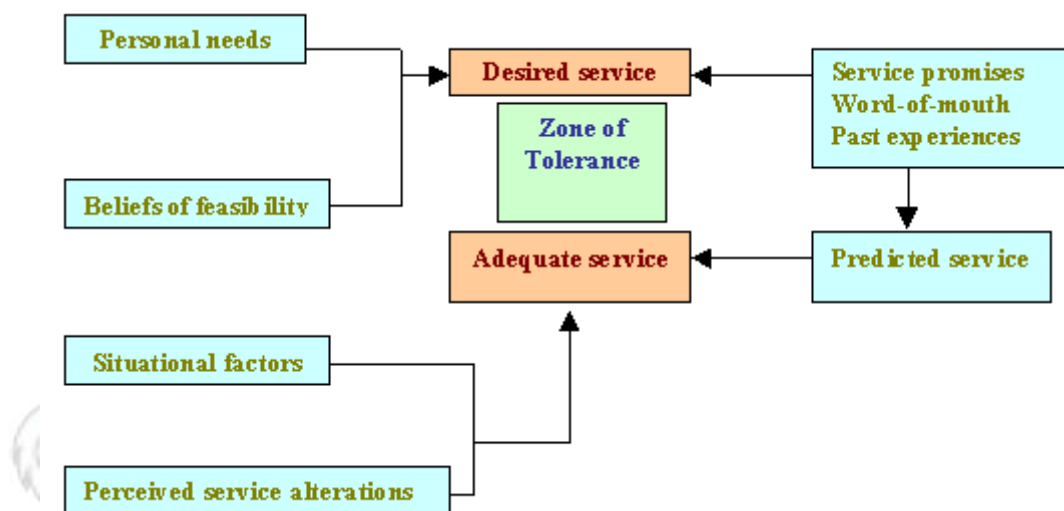 Personal needs
Beliefs of feasibility
Desired service
Zone of
Tolerance
Adequate service
Service promises
Word-of-mouth
Past experiences
Predicted service
Situational factors
Perceived service alterations